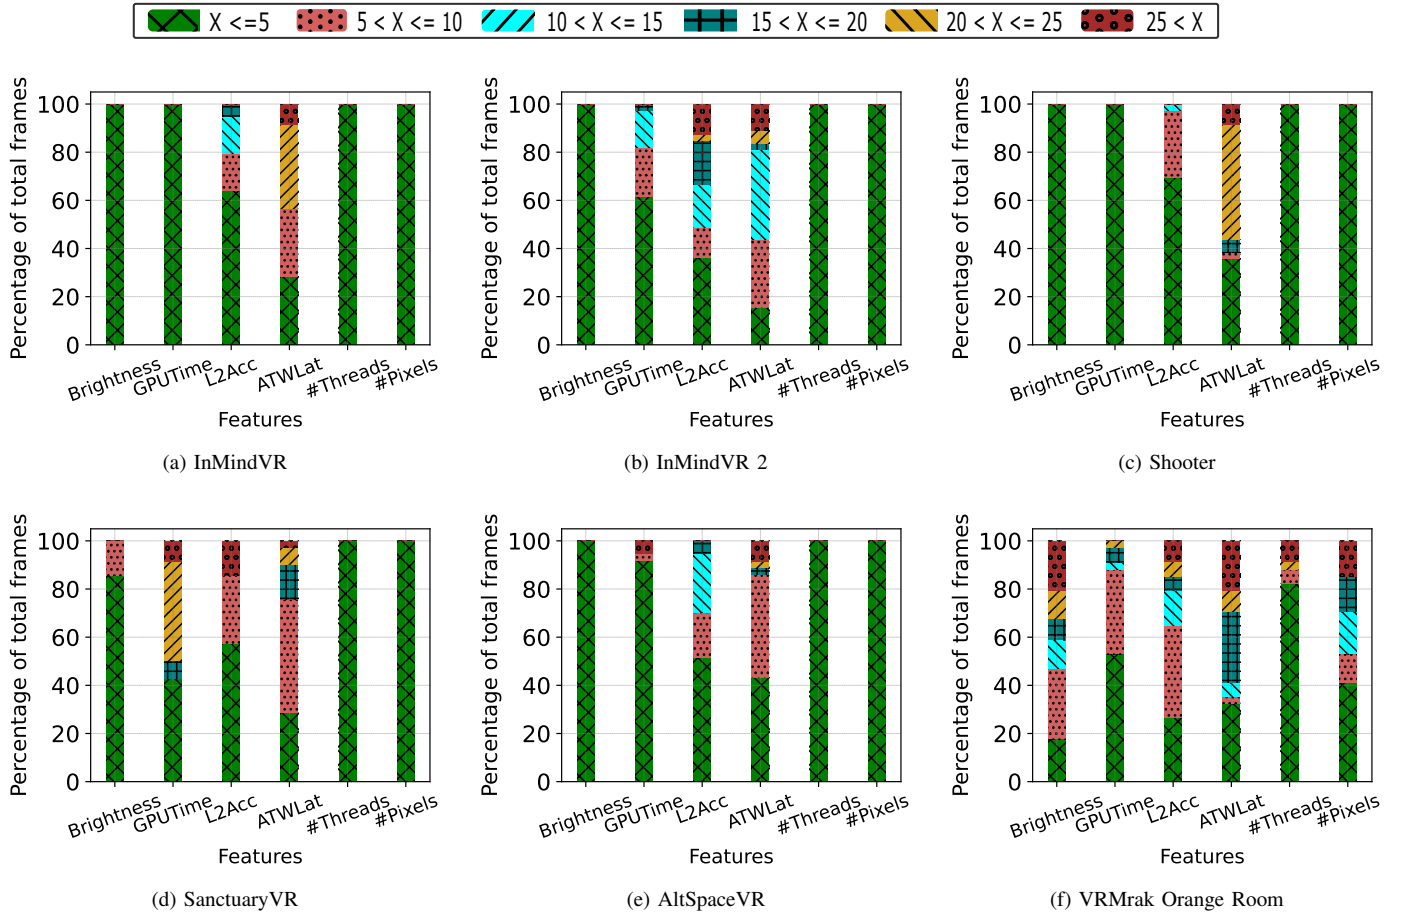 X <=5 5 < X <= 10 10 < X <= 15 15 < X <= 20 20 < X <= 25 25 < X
Percentage of total frames
100
80
60
40
20
0
Brightness GPUTime L2Acc ATWLat #Threads #Pixels
Features
(a) InMindVR
Percentage of total frames
100
80
60
40
20
0
Brightness GPUTime L2Acc ATWLat #Threads #Pixels
Features
(b) InMindVR 2
Percentage of total frames
100
80
60
40
20
0
Brightness GPUTime L2Acc ATWLat #Threads #Pixels
Features
(c) Shooter
Percentage of total frames
100
80
60
40
20
0
Brightness GPUTime L2Acc ATWLat #Threads #Pixels
Features
(d) SanctuaryVR
Percentage of total frames
100
80
60
40
20
0
Brightness GPUTime L2Acc ATWLat #Threads #Pixels
Features
(e) AltSpaceVR
Percentage of total frames
100
80
60
40
20
0
Brightness GPUTime L2Acc ATWLat #Threads #Pixels
Features
(f) VRMrak Orange Room